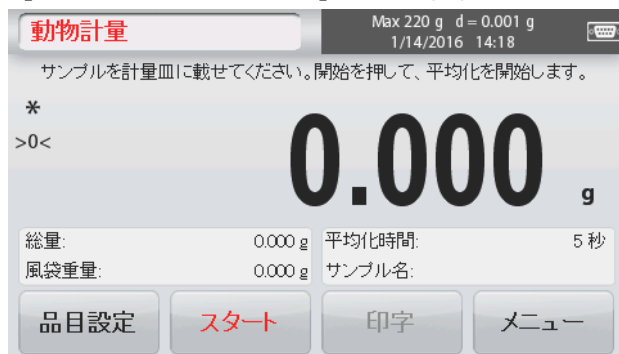 動物計量
Max 220 g d = 0.001 g
1/14/2016 14:18
サンプルを計量皿に載せてください。開始を押して、平均化を開始します。
*
>0<
0.000 g
総量: 0.000 g 平均化時間: 5 秒
風袋重量: 0.000 g サンプル名:
品目設定 スタート 印字 メニュー